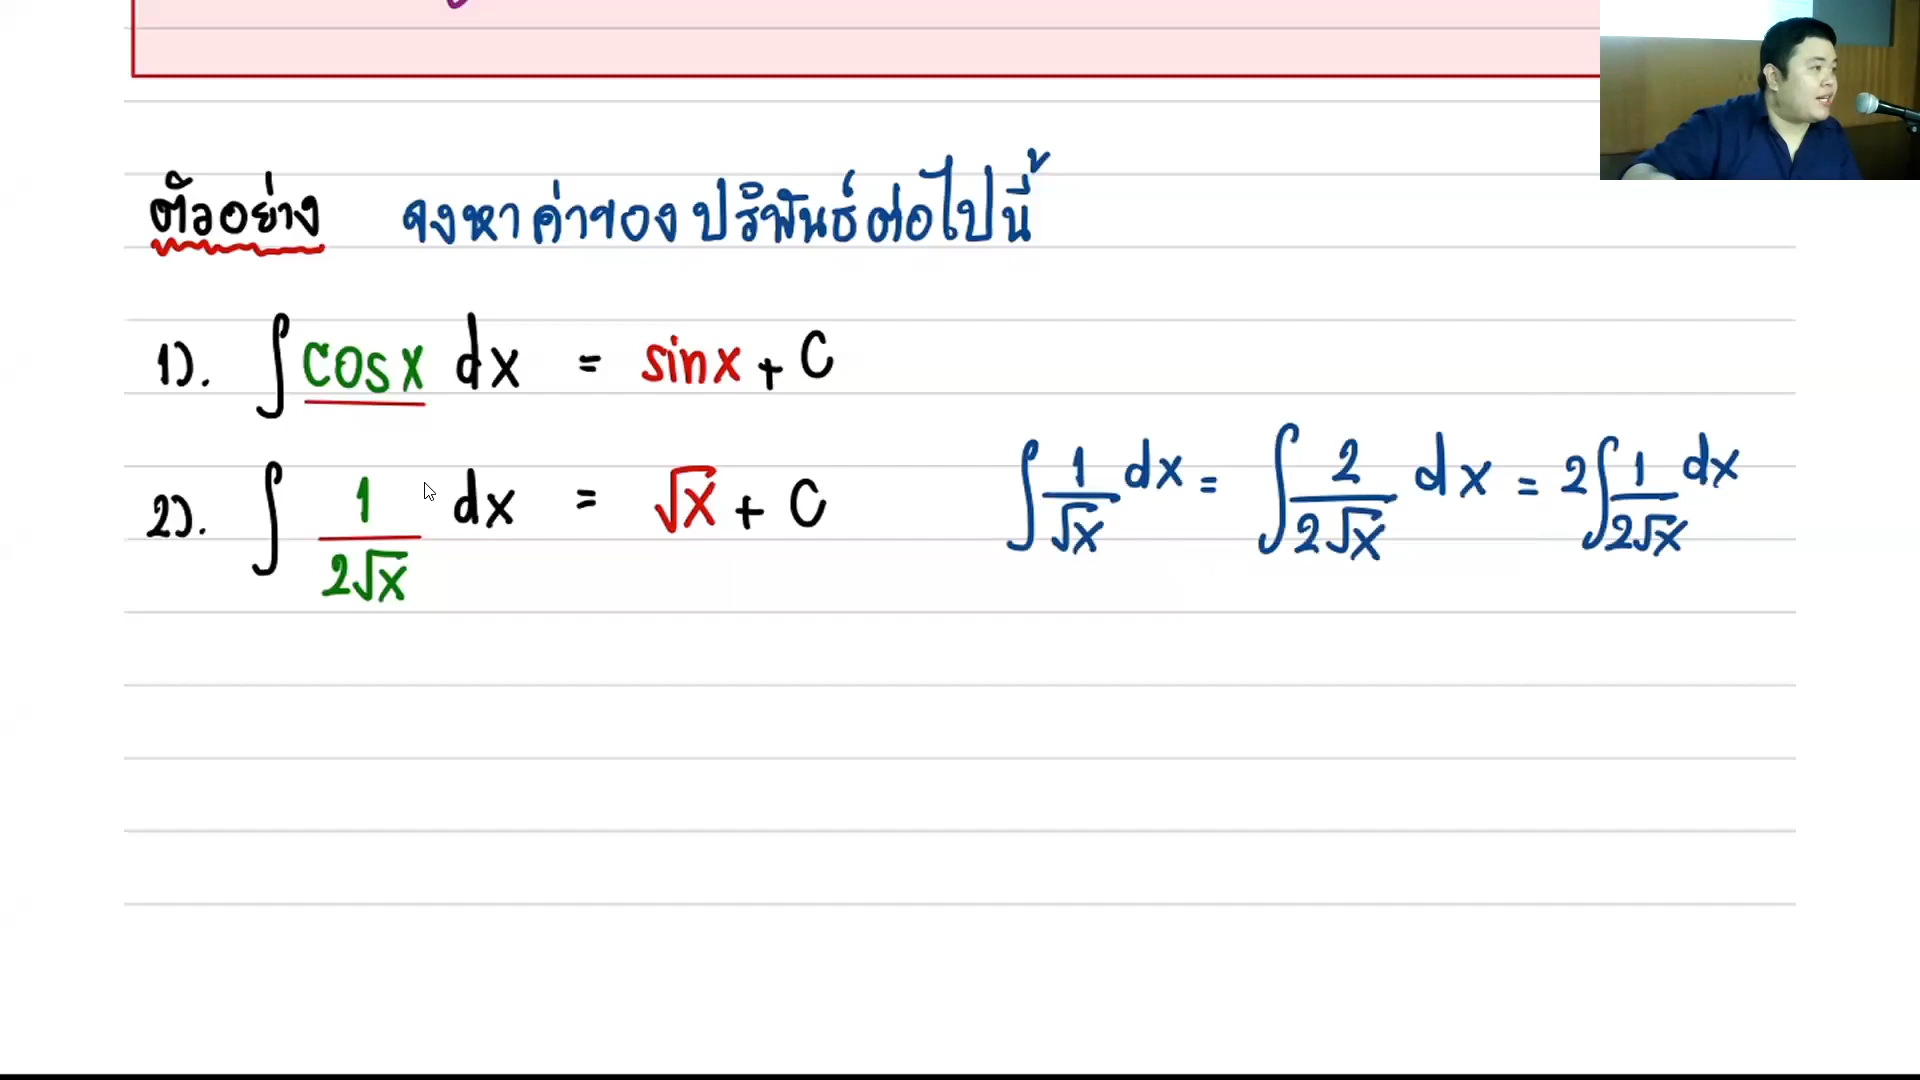 ตัวอย่าง จงหาค่าของปริพันธ์ต่อไปนี้
1). ∫ cosx dx = sinx + C
2). ∫ 1/(2√x) dx = √x + C
∫ 1/√x dx = ∫ 2/(2√x) dx = 2∫ 1/(2√x) dx